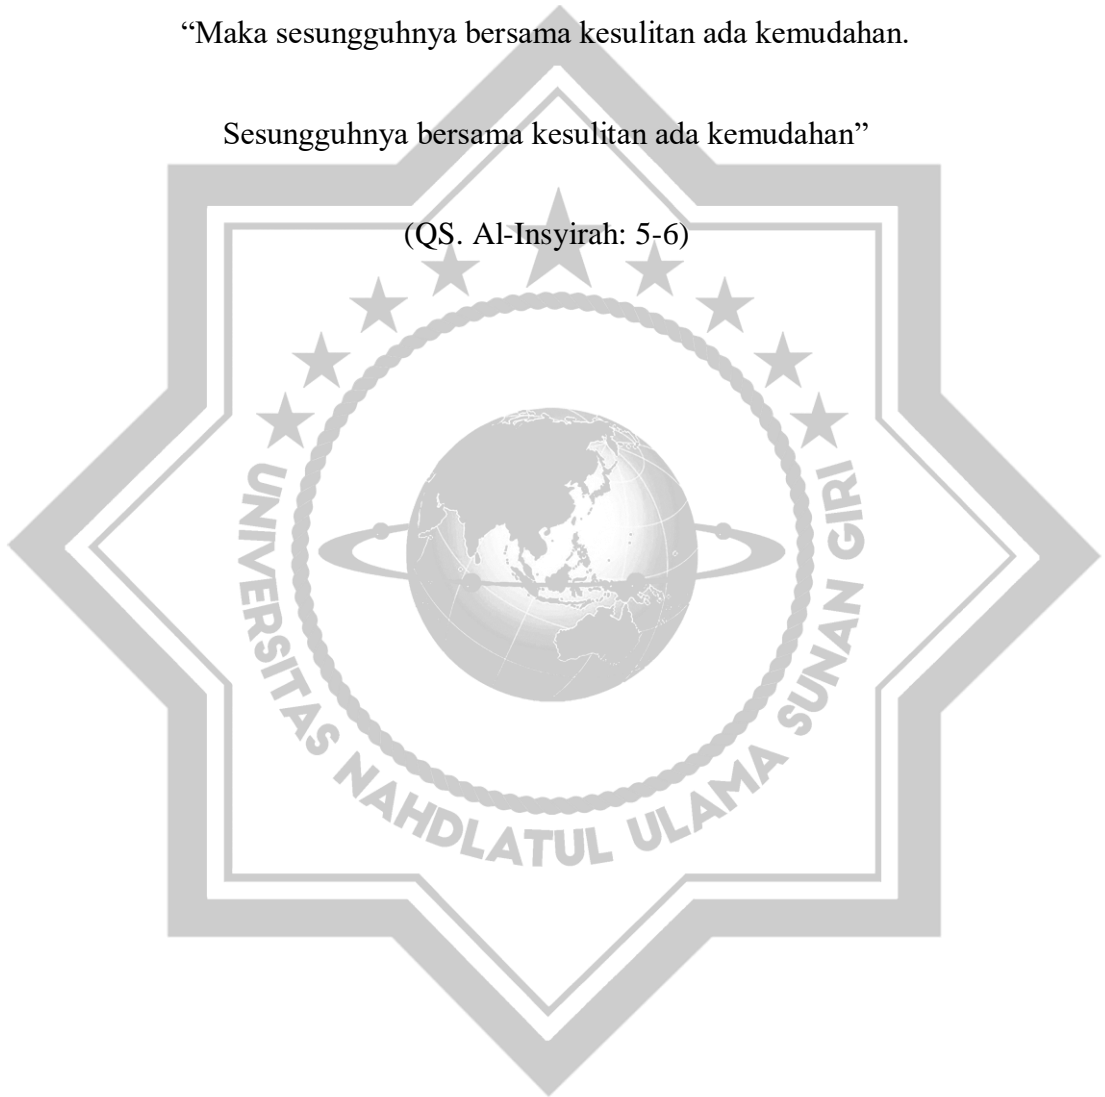 “Maka sesungguhnya bersama kesulitan ada kemudahan.
Sesungguhnya bersama kesulitan ada kemudahan”
(QS. Al-Insyirah: 5-6)
UNIVERSITAS NAHDLATUL ULAMA SUNAN GIRI